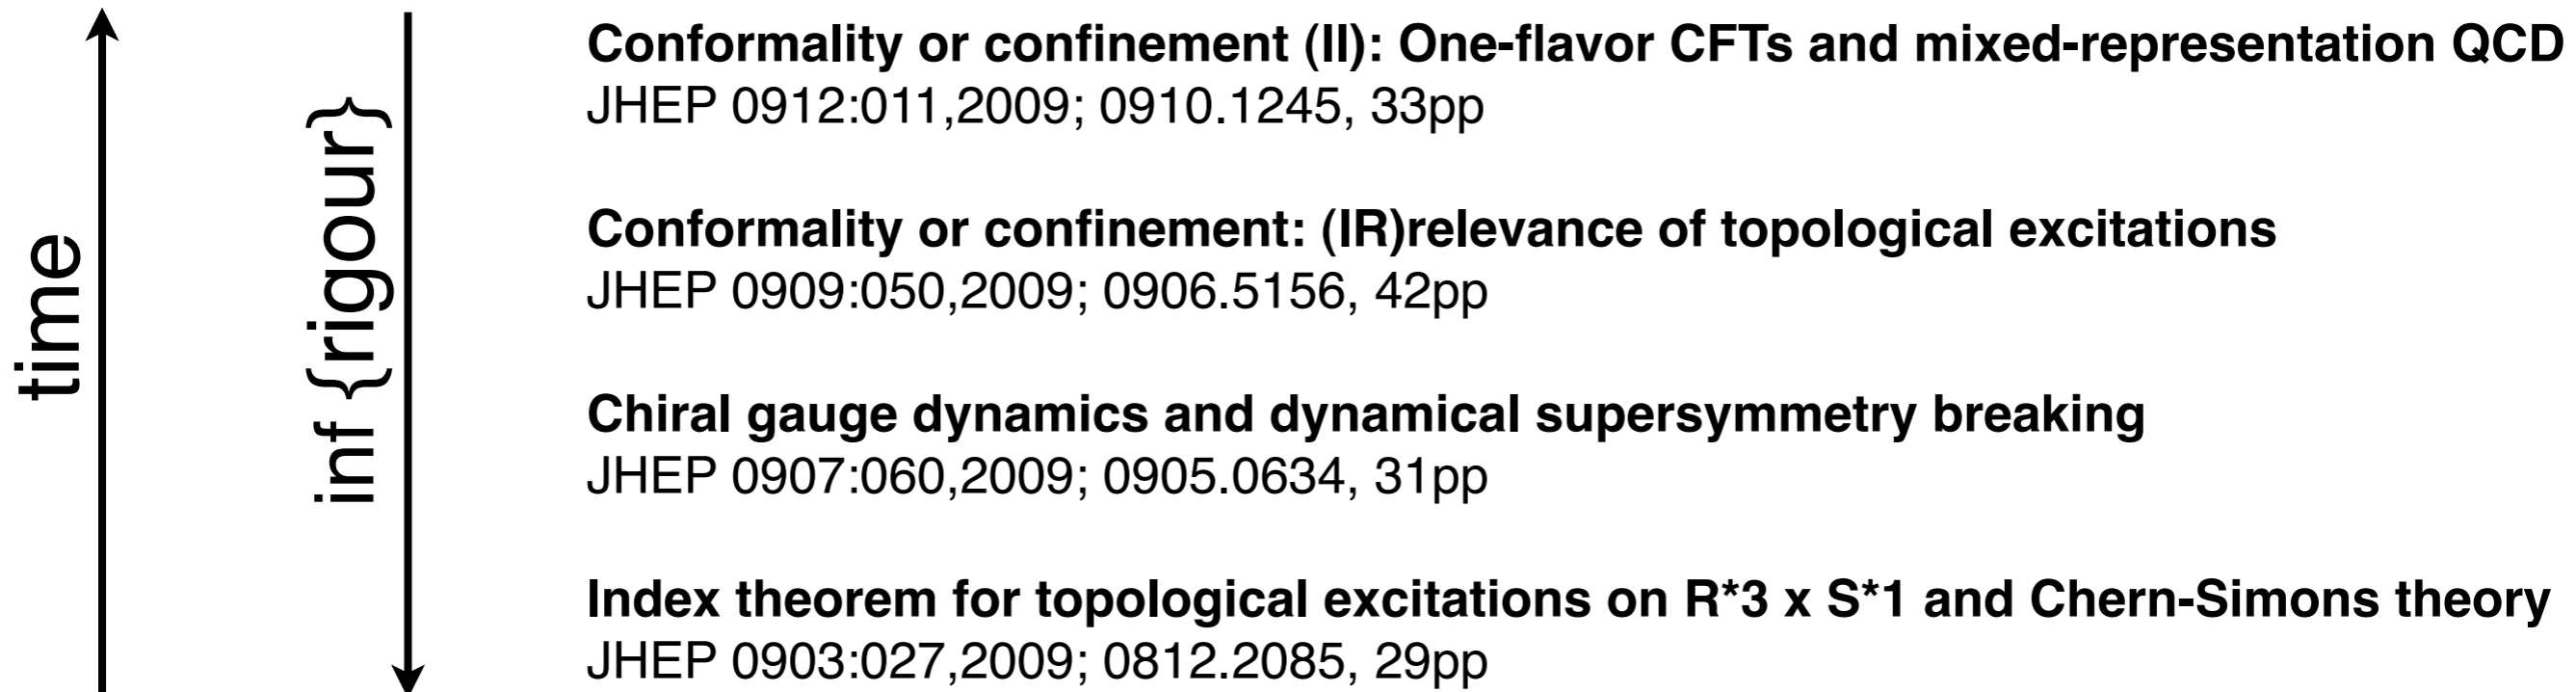 time
inf {rigour}
Conformality or confinement (II): One-flavor CFTs and mixed-representation QCD
JHEP 0912:011,2009; 0910.1245, 33pp
Conformality or confinement: (IR)relevance of topological excitations
JHEP 0909:050,2009; 0906.5156, 42pp
Chiral gauge dynamics and dynamical supersymmetry breaking
JHEP 0907:060,2009; 0905.0634, 31pp
Index theorem for topological excitations on R*3 x S*1 and Chern-Simons theory
JHEP 0903:027,2009; 0812.2085, 29pp